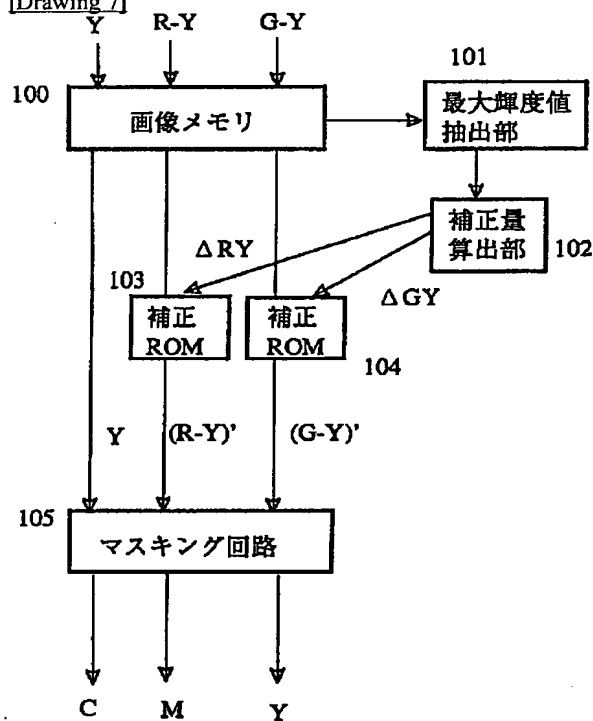 [Drawing 7]
Y R-Y G-Y
101
100
画像メモリ
最大輝度値
抽出部
補正量
算出部
102
ΔRY
ΔGY
103
補正
ROM
補正
ROM
104
Y (R-Y)' (G-Y)'
105
マスキング回路
C M Y